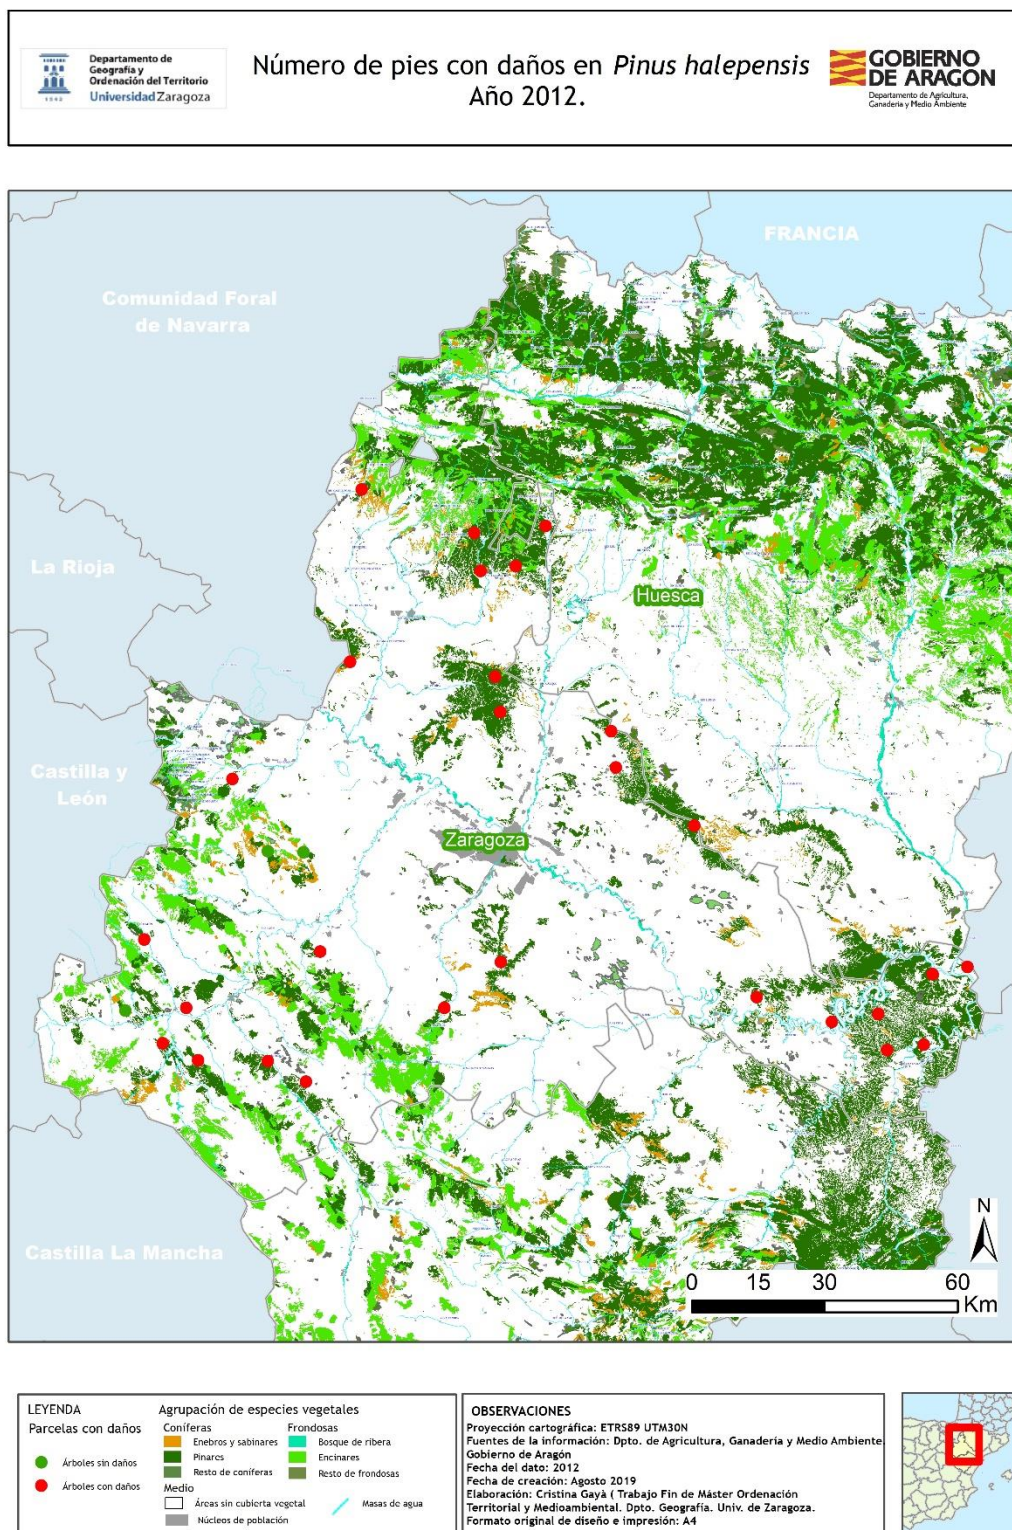 Departamento de
Geografía y
Ordenación del Territorio
Universidad Zaragoza
1542
Número de pies con daños en Pinus halepensis
Año 2012.
GOBIERNO
DE ARAGON
Departamento de Agricultura,
Ganadería y Medio Ambiente
FRANCIA
Comunidad Foral
de Navarra
La Rioja
Huesca
Castilla y
León
Zaragoza
Castilla La Mancha
N
0 15 30 60
Km
LEYENDA
Parcelas con daños
Árboles sin daños
Árboles con daños
Agrupación de especies vegetales
Coníferas
Enebros y sabinares
Pinares
Resto de coníferas
Frondosas
Bosque de ribera
Encinares
Resto de frondosas
Medio
Áreas sin cubierta vegetal
Masas de agua
Núcleos de población
OBSERVACIONES
Proyección cartográfica: ETRS89 UTM30N
Fuentes de la información: Dpto. de Agricultura, Ganadería y Medio Ambiente.
Gobierno de Aragón
Fecha del dato: 2012
Fecha de creación: Agosto 2019
Elaboración: Cristina Gayà ( Trabajo Fin de Máster Ordenación
Territorial y Medioambiental. Dpto. Geografía. Univ. de Zaragoza.
Formato original de diseño e impresión: A4